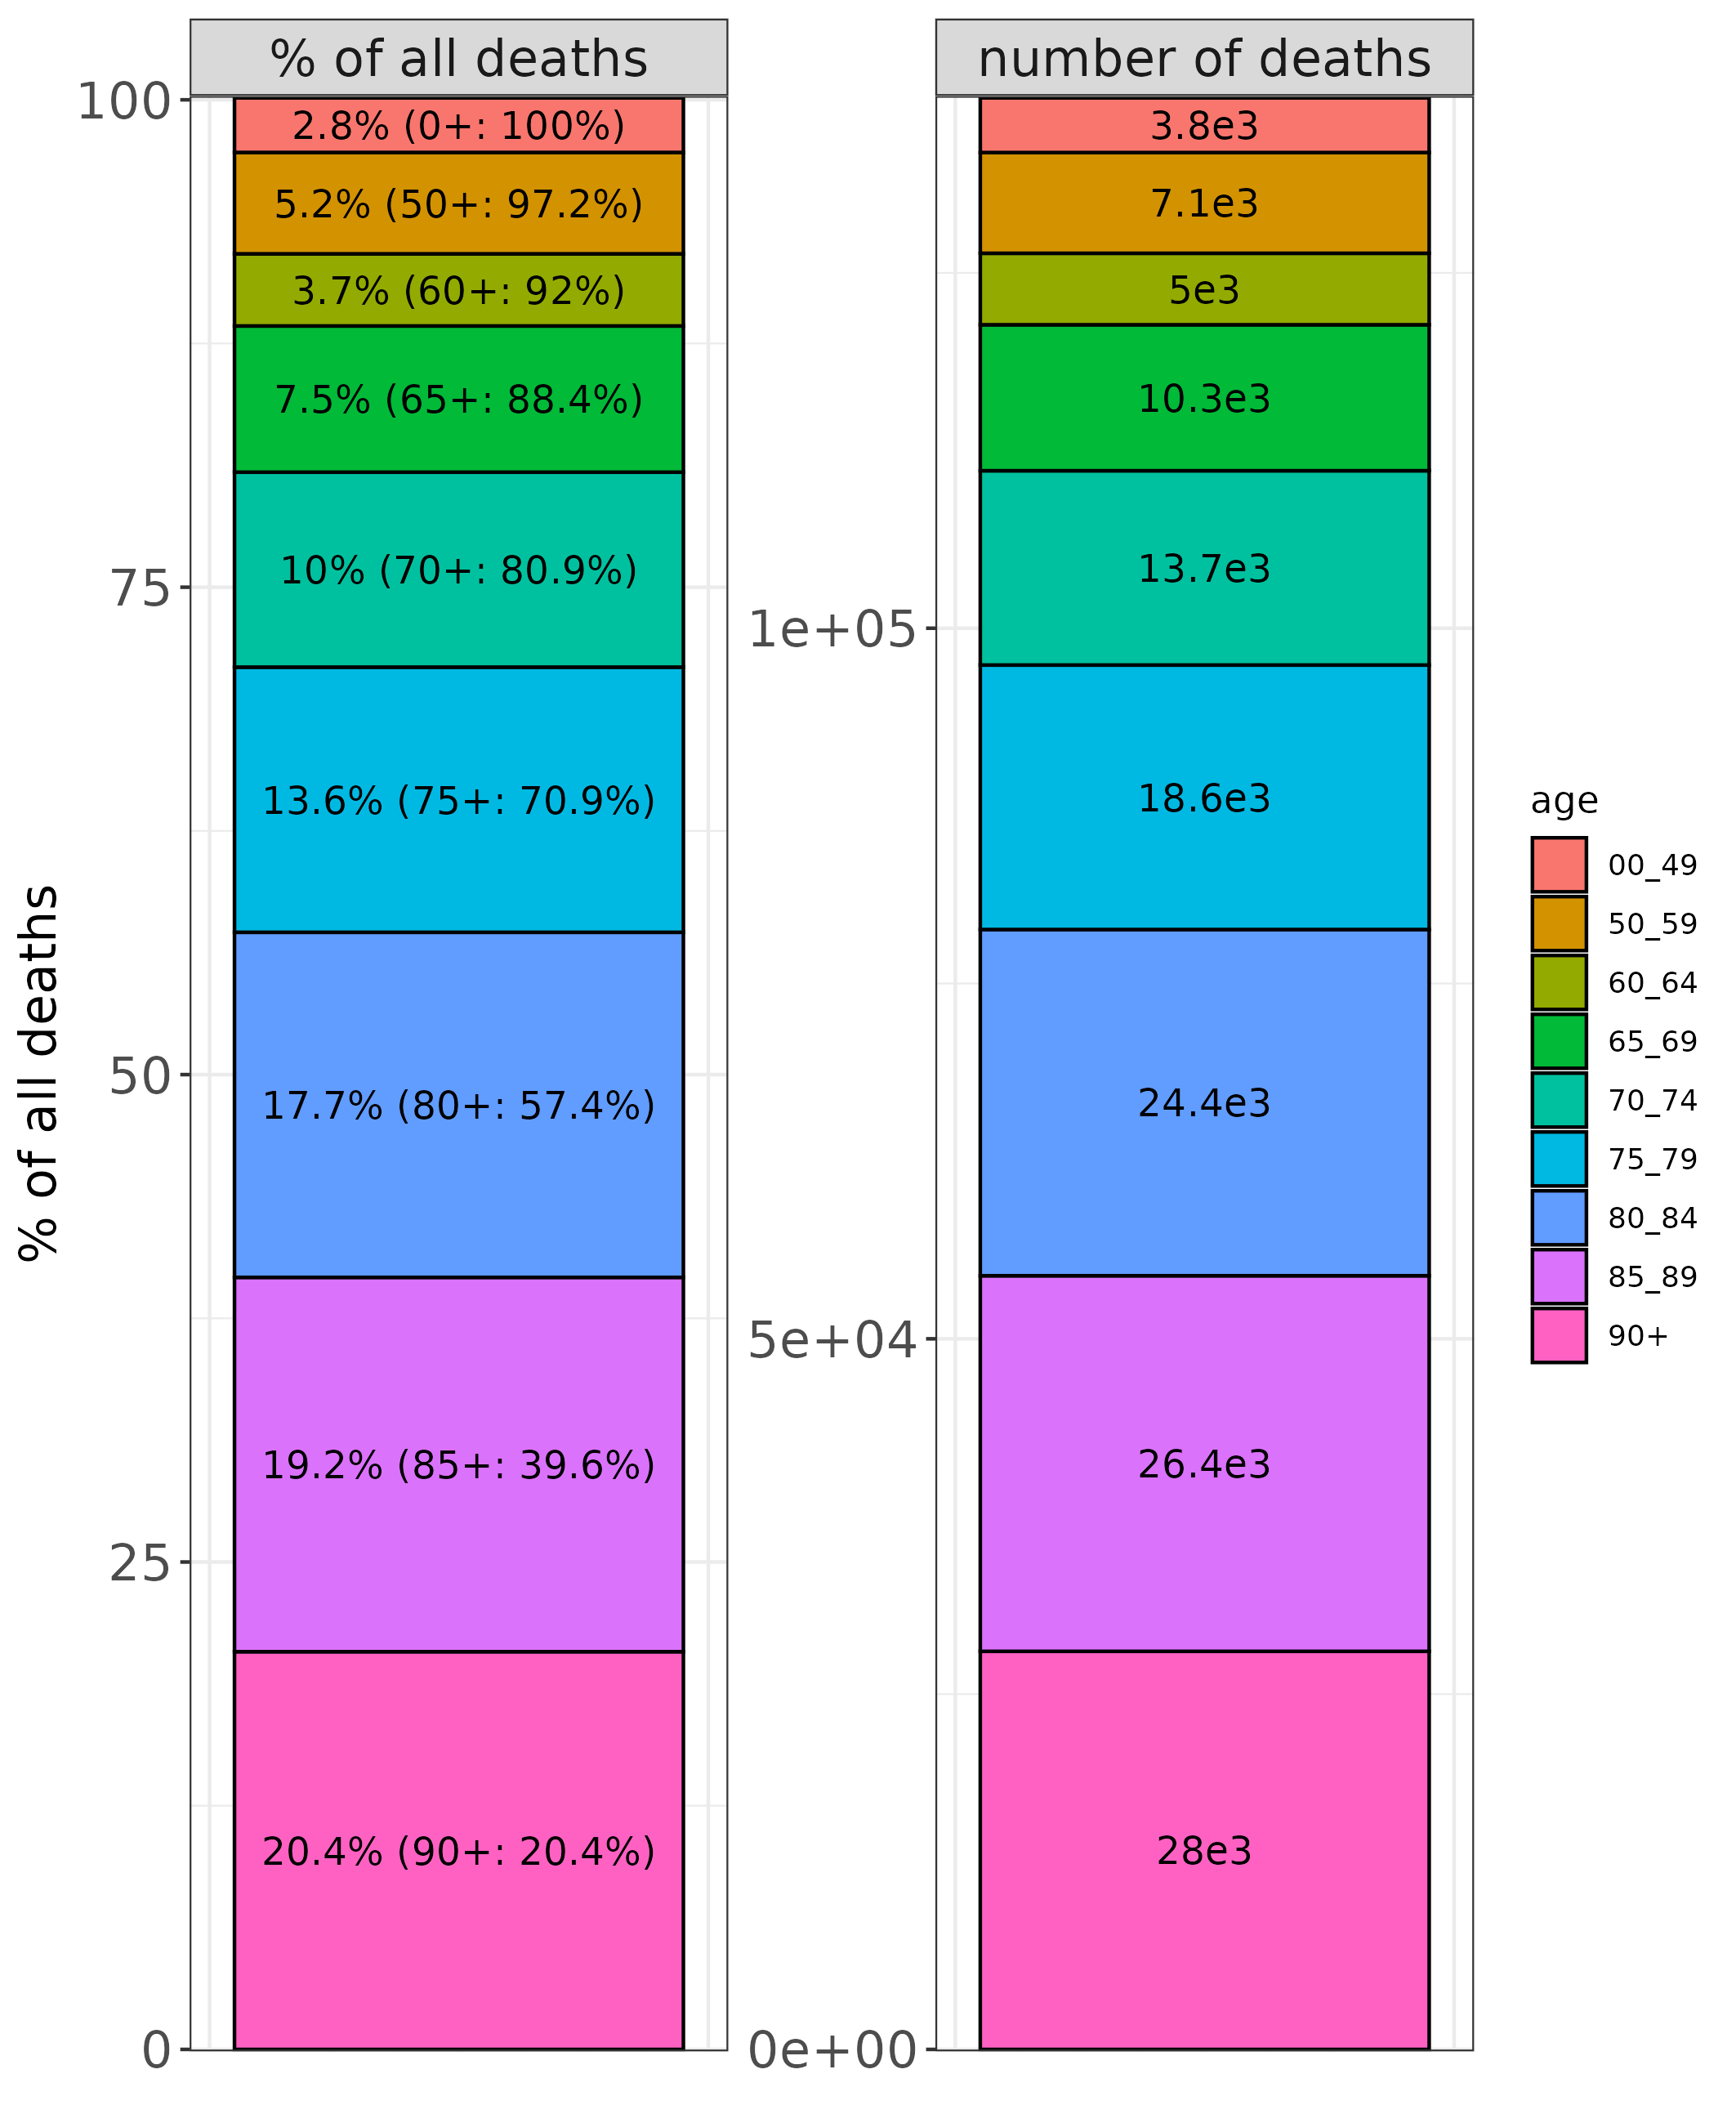 % of all deaths
number of deaths
% of all deaths
100
75
50
25
0
2.8% (0+: 100%)
5.2% (50+: 97.2%)
3.7% (60+: 92%)
7.5% (65+: 88.4%)
10% (70+: 80.9%)
13.6% (75+: 70.9%)
17.7% (80+: 57.4%)
19.2% (85+: 39.6%)
20.4% (90+: 20.4%)
1e+05
5e+04
0e+00
3.8e3
7.1e3
5e3
10.3e3
13.7e3
18.6e3
24.4e3
26.4e3
28e3
age
00_49
50_59
60_64
65_69
70_74
75_79
80_84
85_89
90+